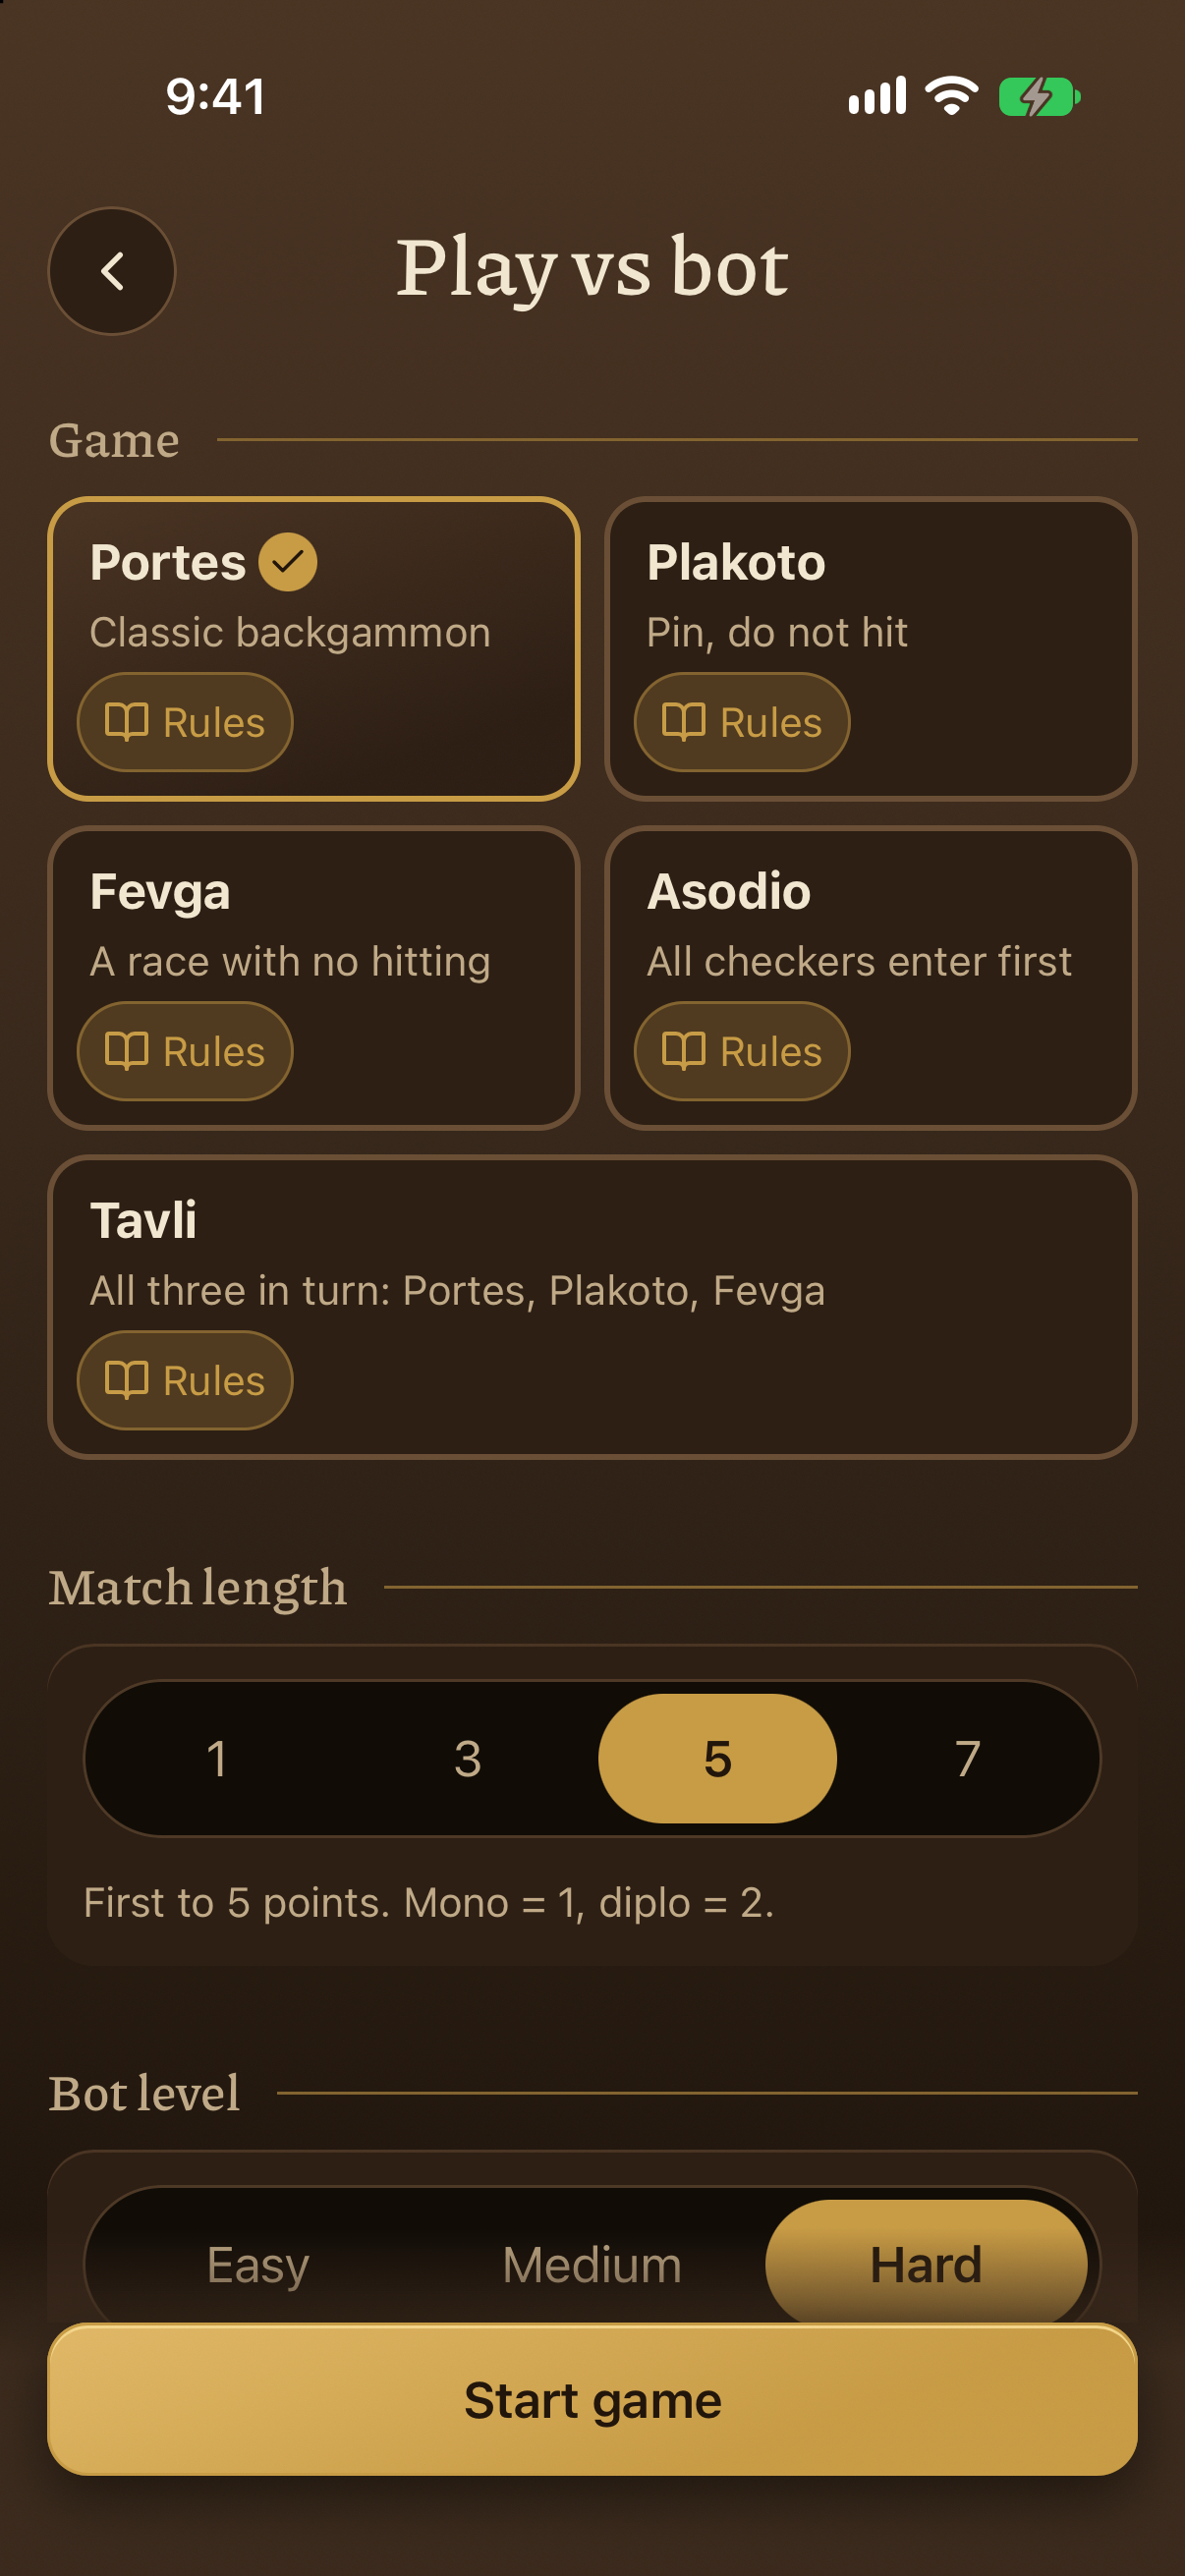 9:41
Play vs bot
Game
Portes
Classic backgammon
Rules
Plakoto
Pin, do not hit
Rules
Fevga
A race with no hitting
Rules
Asodio
All checkers enter first
Rules
Tavli
All three in turn: Portes, Plakoto, Fevga
Rules
Match length
1 3 5 7
First to 5 points. Mono = 1, diplo = 2.
Bot level
Easy Medium Hard
Start game